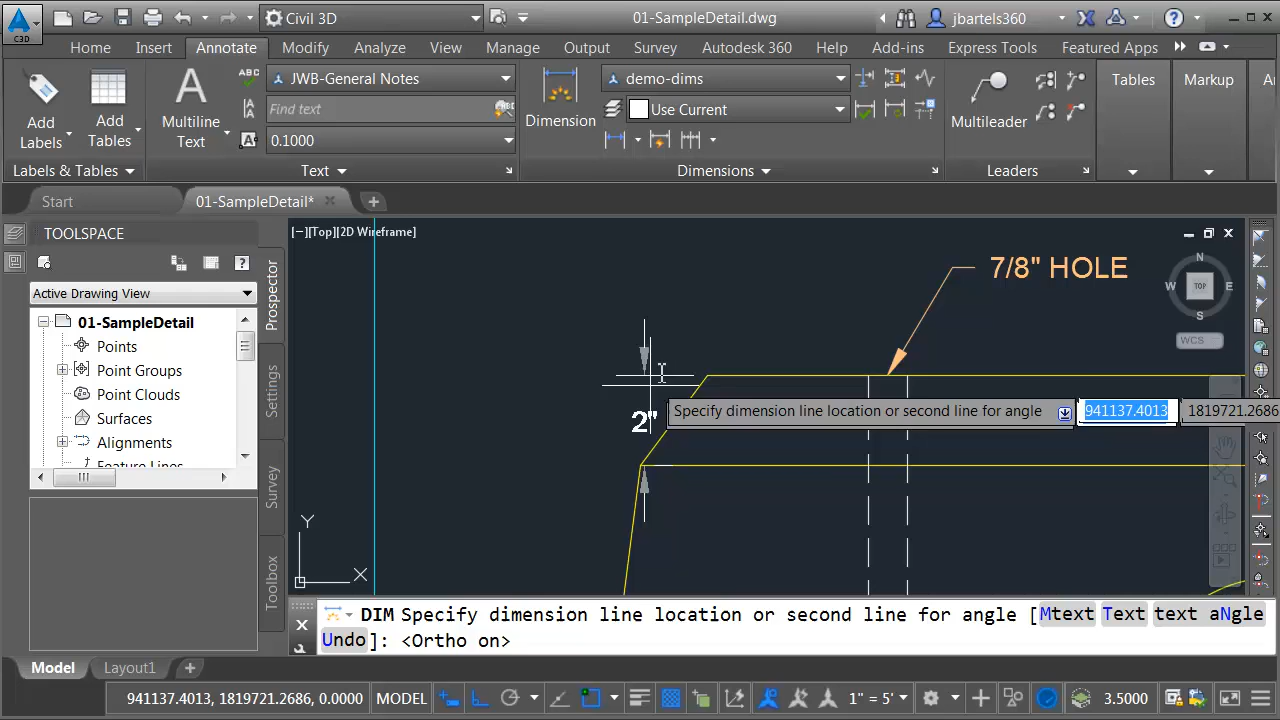 C3D
Civil 3D
01-SampleDetail.dwg
jbartels360
Home Insert Annotate Modify Analyze View Manage Output Survey Autodesk 360 Help Add-ins Express Tools Featured Apps
Add Labels
Add Tables
Multiline Text
ABC
JWB-General Notes
Find text
0.1000
Dimension
demo-dims
Use Current
Multileader
Tables
Markup
Labels & Tables
Text
Dimensions
Leaders
Start
01-SampleDetail*
TOOLSPACE
Active Drawing View
01-SampleDetail
Points
Point Groups
Point Clouds
Surfaces
Alignments
Feature Lines
Prospector
Settings
Survey
Toolbox
[−][Top][2D Wireframe]
7/8" HOLE
N
W TOP E
S
WCS
2"
Specify dimension line location or second line for angle 941137.4013 1819721.2686
Y
X
DIM Specify dimension line location or second line for angle [Mtext Text text aNgle
Undo]: <Ortho on>
Model Layout1
941137.4013, 1819721.2686, 0.0000 MODEL 1" = 5' 3.5000